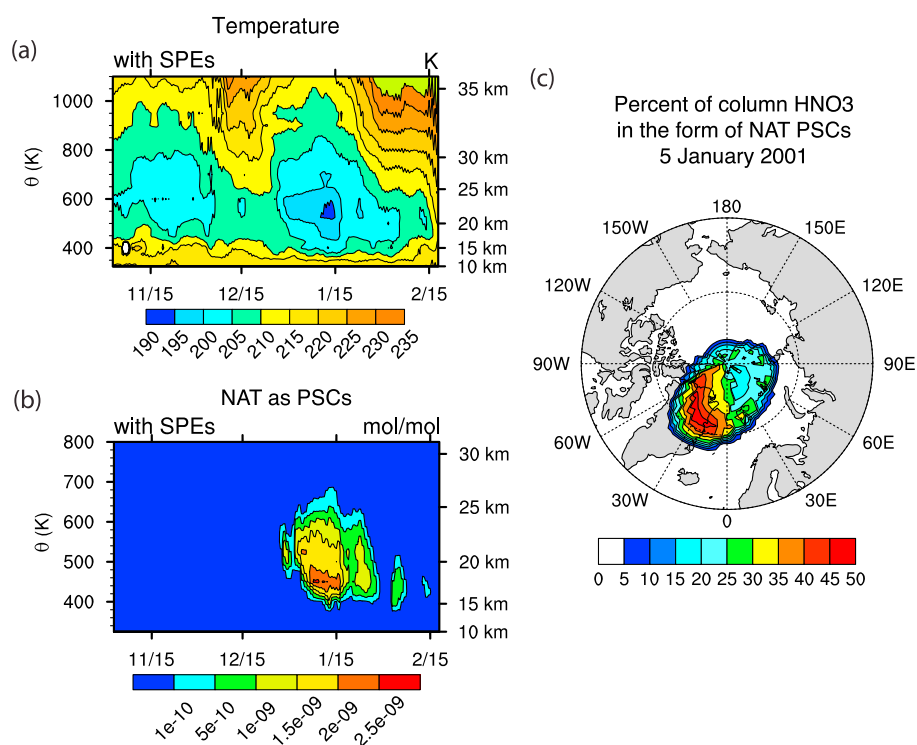 (a)
Temperature
with SPEs K
θ (K)
1000
800
600
400
35 km
30 km
25 km
20 km
15 km
10 km
11/15 12/15 1/15 2/15
190 195 200 205 210 215 220 225 230 235
(b)
NAT as PSCs
with SPEs mol/mol
θ (K)
800
700
600
500
400
30 km
25 km
20 km
15 km
10 km
11/15 12/15 1/15 2/15
1e-10 5e-10 1e-09 1.5e-09 2e-09 2.5e-09
(c)
Percent of column HNO3
in the form of NAT PSCs
5 January 2001
180
150W 150E
120W 120E
90W 90E
60W 60E
30W 30E
0
0 5 10 15 20 25 30 35 40 45 50